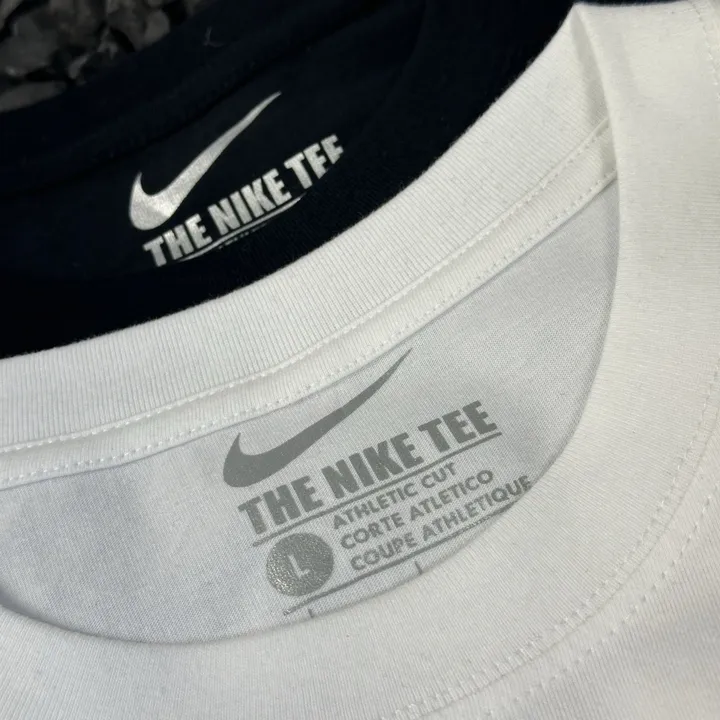 THE NIKE TEE
THE NIKE TEE
ATHLETIC CUT
CORTE ATLETICO
COUPE ATHLETIQUE
L